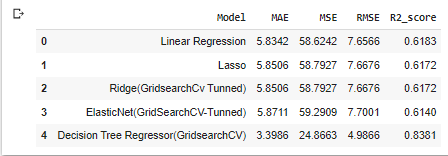 Model MAE MSE RMSE R2_score
0 Linear Regression 5.8342 58.6242 7.6566 0.6183
1 Lasso 5.8506 58.7927 7.6676 0.6172
2 Ridge(GridsearchCv Tunned) 5.8506 58.7927 7.6676 0.6172
3 ElasticNet(GridSearchCV-Tunned) 5.8711 59.2909 7.7001 0.6140
4 Decision Tree Regressor(GridsearchCV) 3.3986 24.8663 4.9866 0.8381